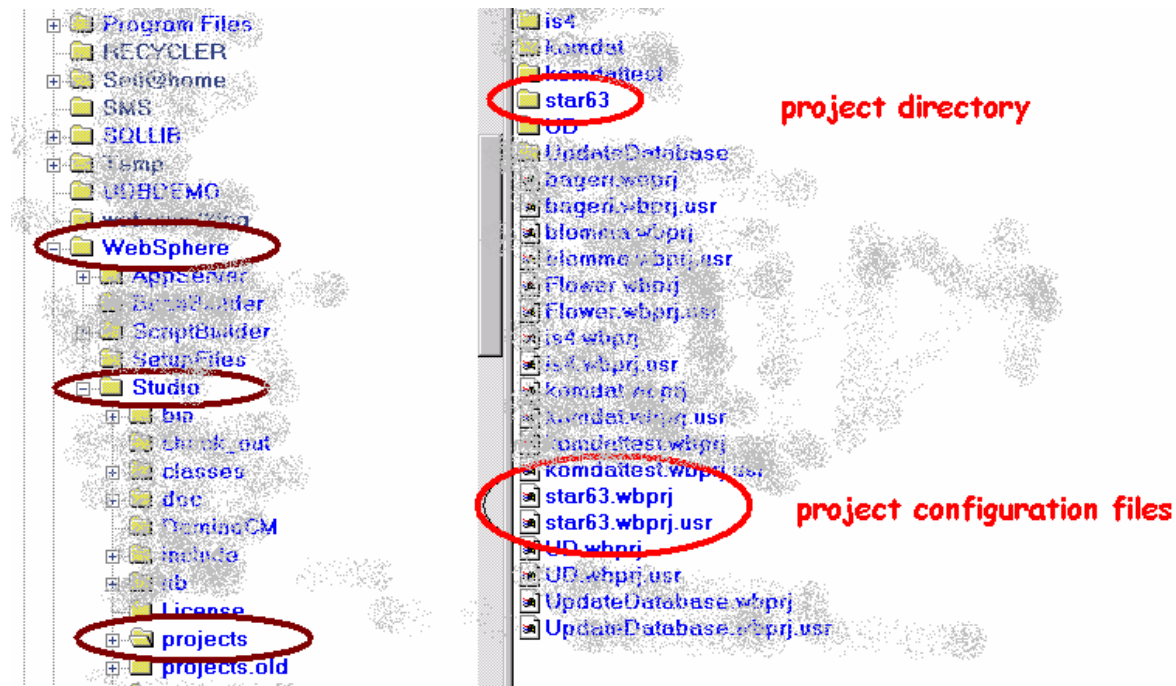 Program Files
RECYCLER
Seti@home
SMS
SQLLIB
Temp
UDBDEMO
WebSphere
AppServer
ScriptBuilder
SetupFiles
Studio
bin
check_out
classes
doc
DominoCM
include
lib
License
projects
projects.old
is4
komdat
komdattest
star63
project directory
UD
UpdateDatabase
bageri.wbprj
bageri.wbprj.usr
blomma.wbprj
blomma.wbprj.usr
Flower.wbprj
Flower.wbprj.usr
is4.wbprj
is4.wbprj.usr
komdat.wbprj
komdat.wbprj.usr
komdattest.wbprj
komdattest.wbprj.usr
star63.wbprj
star63.wbprj.usr
project configuration files
UD.wbprj
UD.wbprj.usr
UpdateDatabase.wbprj
UpdateDatabase.wbprj.usr